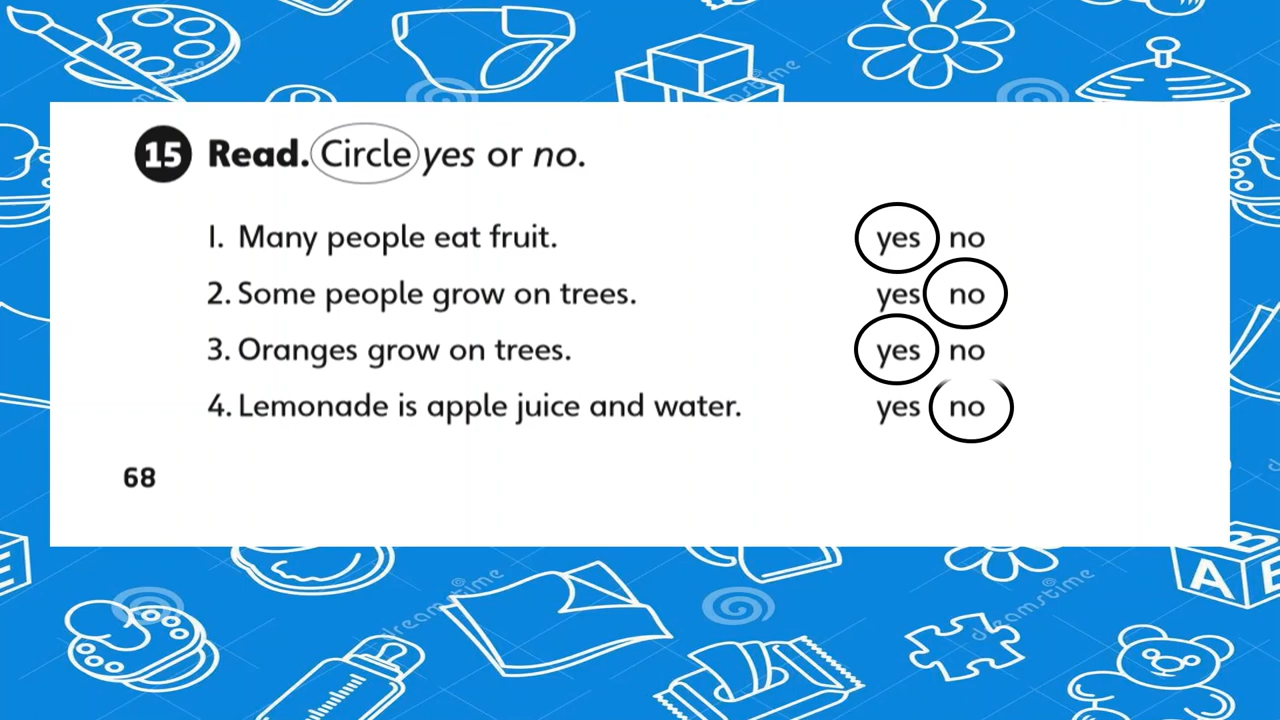 15 Read. Circle yes or no.
1. Many people eat fruit. yes no
2. Some people grow on trees. yes no
3. Oranges grow on trees. yes no
4. Lemonade is apple juice and water. yes no
68
E
B
A
dreamstime
dreamstime